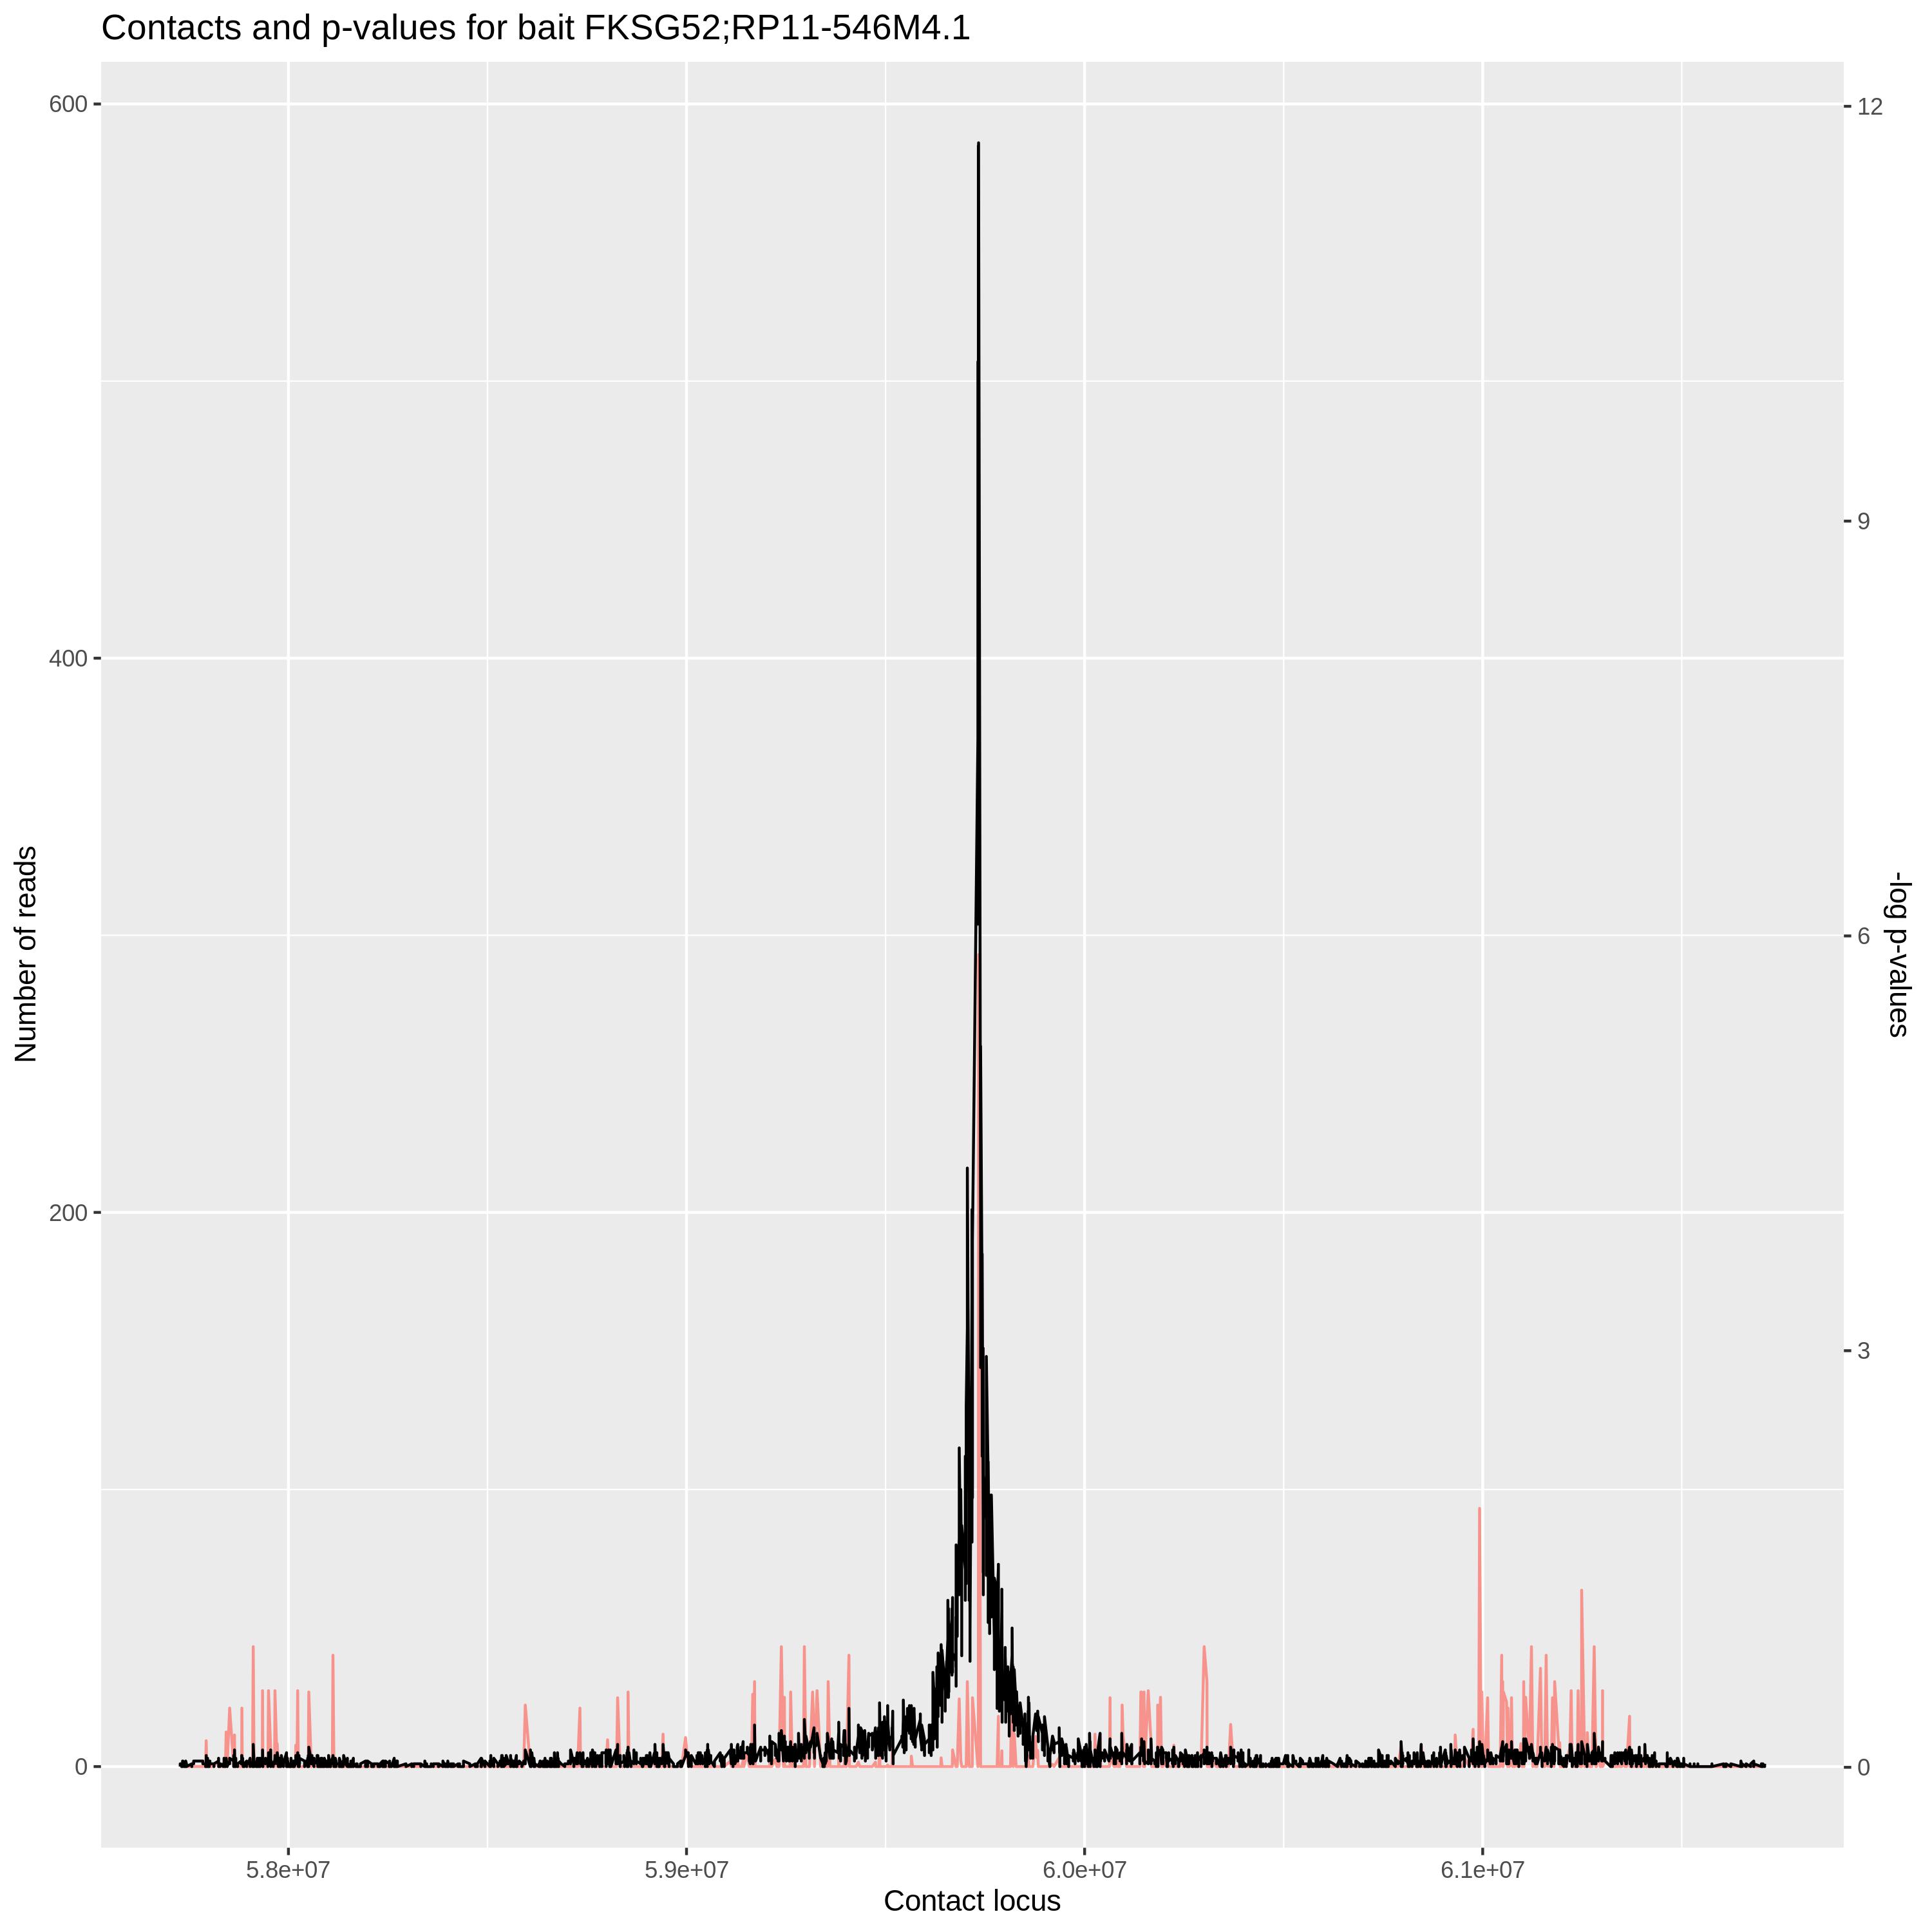 Contacts and p-values for bait FKSG52;RP11-546M4.1
600
400
200
0
Number of reads
12
9
6
3
0
-log p-values
5.8e+07
5.9e+07
6.0e+07
6.1e+07
Contact locus